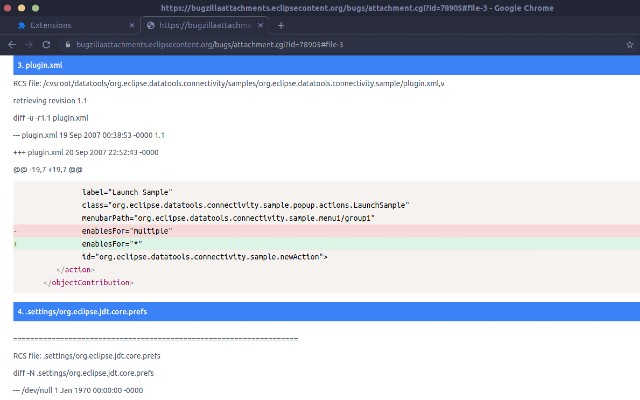 https://bugzillaattachments.eclipsecontent.org/bugs/attachment.cgi?id=78905#file-3 - Google Chrome
Extensions
https://bugzillaattachm
bugzillaattachments.eclipsecontent.org/bugs/attachment.cgi?id=78905#file-3
3. plugin.xml
RCS file: /cvsroot/datatools/org.eclipse.datatools.connectivity/samples/org.eclipse.datatools.connectivity.sample/plugin.xml,v
retrieving revision 1.1
diff -u -r1.1 plugin.xml
--- plugin.xml 19 Sep 2007 00:38:53 -0000 1.1
+++ plugin.xml 20 Sep 2007 22:52:43 -0000
@@ -19,7 +19,7 @@
label="Launch Sample"
class="org.eclipse.datatools.connectivity.sample.popup.actions.LaunchSample"
menubarPath="org.eclipse.datatools.connectivity.sample.menu1/group1"
- enablesFor="multiple"
+ enablesFor="*"
id="org.eclipse.datatools.connectivity.sample.newAction">
</action>
</objectContribution>
4. .settings/org.eclipse.jdt.core.prefs
===================================================================
RCS file: .settings/org.eclipse.jdt.core.prefs
diff -N .settings/org.eclipse.jdt.core.prefs
--- /dev/null 1 Jan 1970 00:00:00 -0000